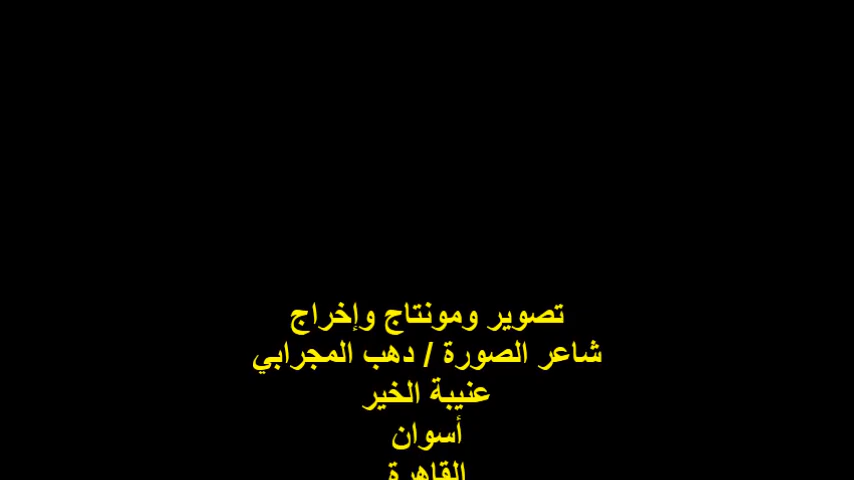 تصوير ومونتاج وإخراج
شاعر الصورة / دهب المجرابي
عنيبة الخير
أسوان
القاهرة